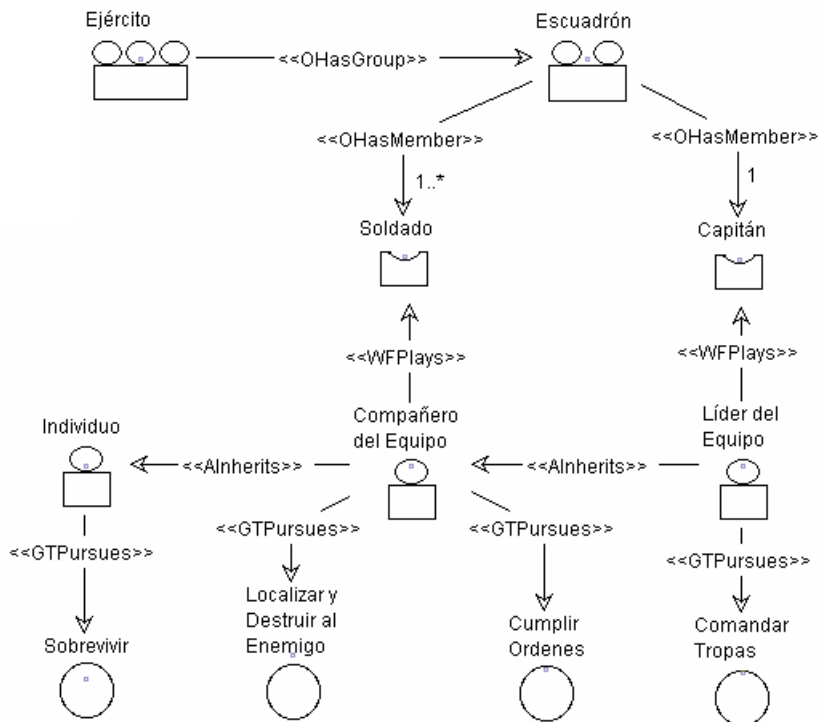 Ejército
Escuadrón
<<OHasGroup>>
<<OHasMember>>
<<OHasMember>>
1..*
1
Soldado
Capitán
<<WFPlays>>
<<WFPlays>>
Individuo
Compañero
del Equipo
Líder del
Equipo
<<AInherits>>
<<AInherits>>
<<GTPursues>>
<<GTPursues>>
<<GTPursues>>
<<GTPursues>>
Sobrevivir
Localizar y
Destruir al
Enemigo
Cumplir
Ordenes
Comandar
Tropas